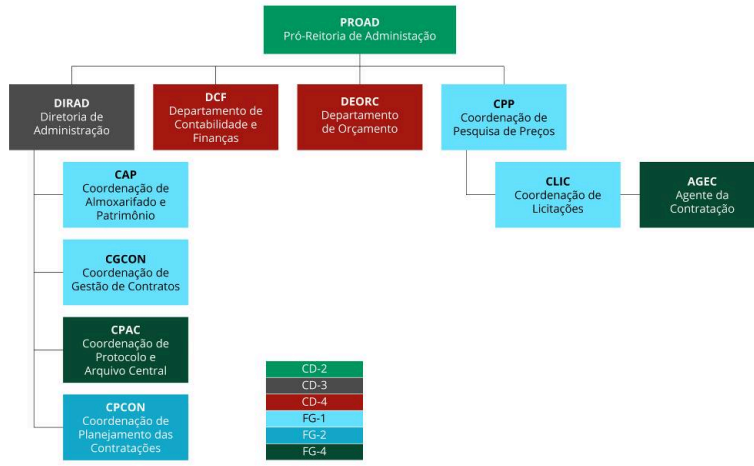 PROAD
Pró-Reitoria de Administação
DIRAD
Diretoria de
Administração
DCF
Departamento de
Contabilidade e
Finanças
DEORC
Departamento
de Orçamento
CPP
Coordenação de
Pesquisa de Preços
CAP
Coordenação de
Almoxarifado e
Patrimônio
CLIC
Coordenação de
Licitações
AGEC
Agente da
Contratação
CGCON
Coordenação de
Gestão de Contratos
CPAC
Coordenação de
Protocolo e
Arquivo Central
CPCON
Coordenação de
Planejamento das
Contratações
CD-2
CD-3
CD-4
FG-1
FG-2
FG-4